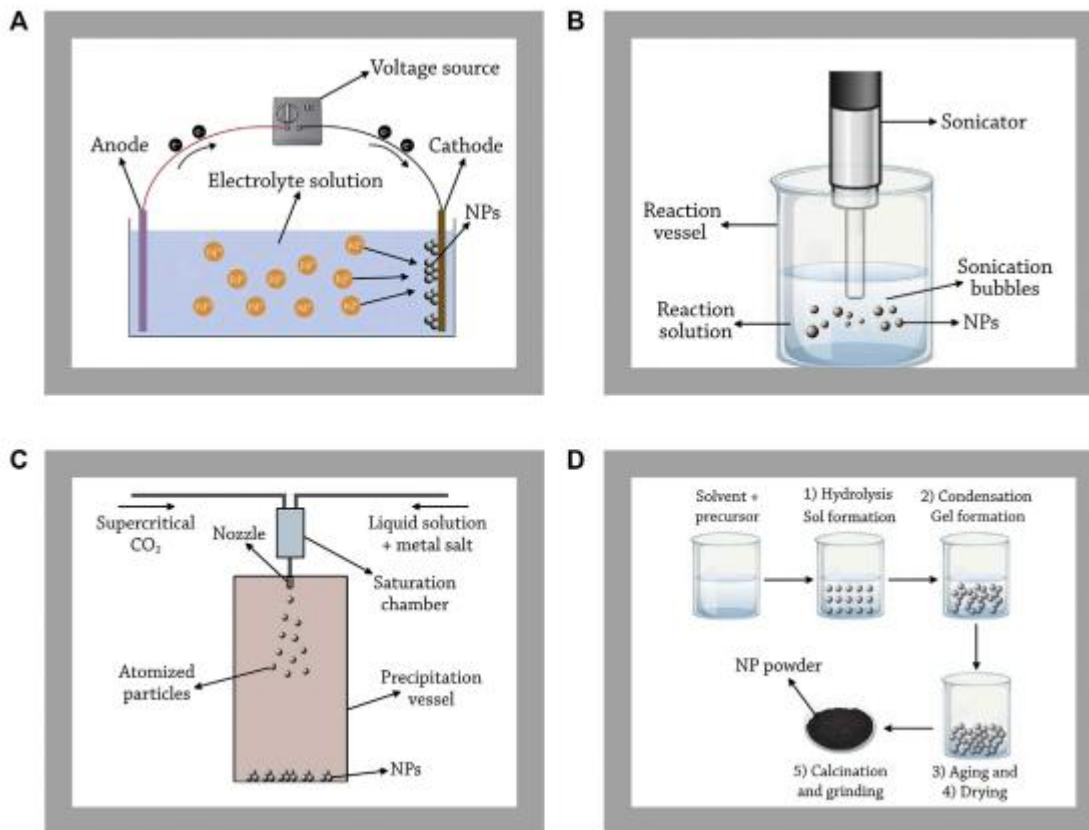 A
Voltage source
Anode
Cathode
Electrolyte solution
NPs
B
Sonicator
Reaction
vessel
Sonication
bubbles
Reaction
solution
NPs
C
Supercritical
CO₂
Nozzle
Liquid solution
+ metal salt
Saturation
chamber
Atomized
particles
Precipitation
vessel
NPs
D
Solvent +
precursor
1) Hydrolysis
Sol formation
2) Condensation
Gel formation
NP powder
5) Calcination
and grinding
3) Aging and
4) Drying